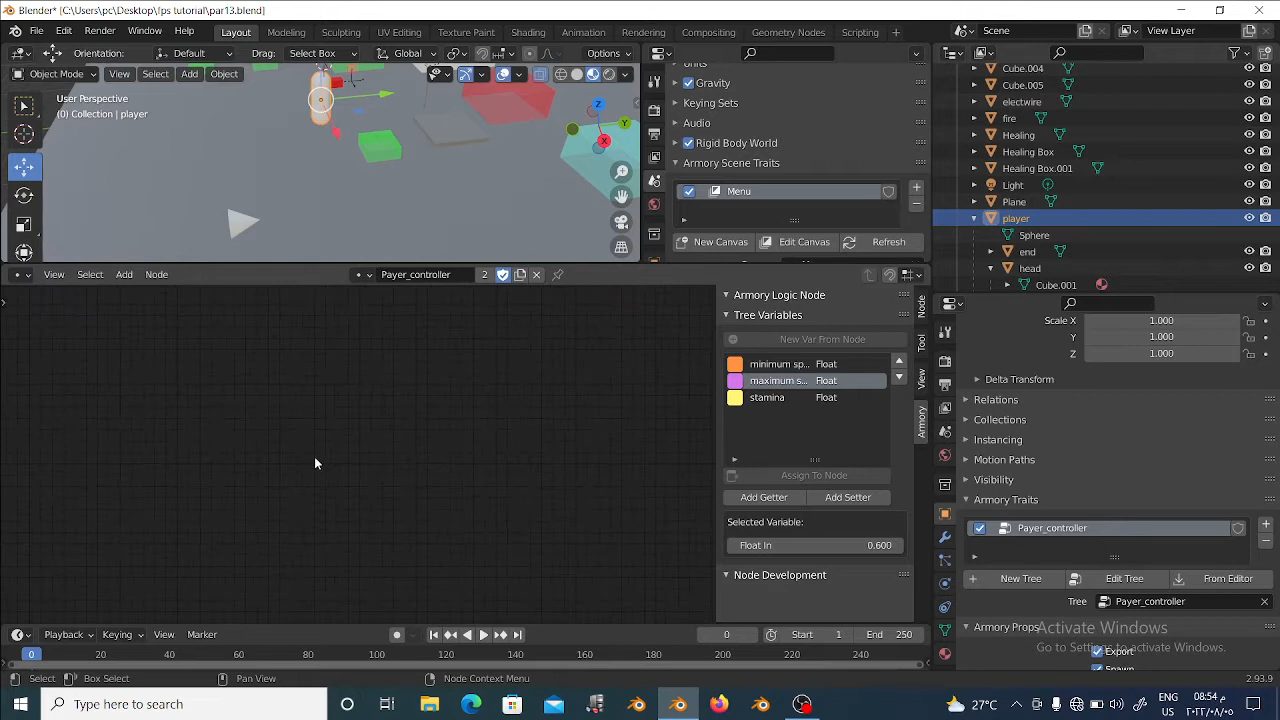 Blender* [C:\Users\pc\Desktop\fps tutorial\par13.blend]
File Edit Render Window Help Layout Modeling Sculpting UV Editing Texture Paint Shading Animation Rendering Compositing Geometry Nodes Scripting Scene View Layer
Orientation: Default Drag: Select Box Global Options
Object Mode View Select Add Object
User Perspective
(0) Collection | player
Z
Y
X
Gravity
Keying Sets
Audio
Rigid Body World
Armory Scene Traits
Menu
New Canvas Edit Canvas Refresh
Cube.004
Cube.005
electwire
fire
Healing
Healing Box
Healing Box.001
Light
Plane
player
Sphere
end
head
Cube.001
View Select Add Node Payer_controller 2
Armory Logic Node
Tree Variables
New Var From Node
minimum sp... Float
maximum s... Float
stamina Float
Assign To Node
Add Getter Add Setter
Selected Variable:
Float In 0.600
Node Development
Node
Tool
View
Armory
Scale X 1.000
Y 1.000
Z 1.000
Delta Transform
Relations
Collections
Instancing
Motion Paths
Visibility
Armory Traits
Payer_controller
New Tree Edit Tree From Editor
Tree Payer_controller
Armory Props
Export
Spawn
Activate Windows
Go to Settings to activate Windows.
Playback Keying View Marker 0 Start 1 End 250
0 20 40 60 80 100 120 140 160 180 200 220 240
Select Box Select Pan View Node Context Menu 2.93.9
Type here to search 27°C ENG 08:54 م
AG